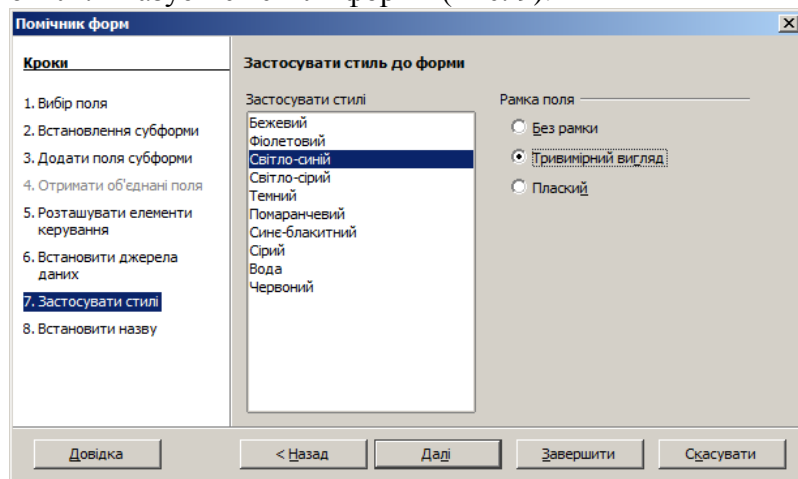 Помічник форм
Кроки
1. Вибір поля
2. Встановлення субформи
3. Додати поля субформи
4. Отримати об'єднані поля
5. Розташувати елементи
керування
6. Встановити джерела
даних
7. Застосувати стилі
8. Встановити назву
Застосувати стиль до форми
Застосувати стилі
Бежевий
Фіолетовий
Світло-синій
Світло-сірий
Темний
Помаранчевий
Синє-блакитний
Сірий
Вода
Червоний
Рамка поля
Без рамки
Тривимірний вигляд
Плаский
Довідка
< Назад
Далі
Завершити
Скасувати